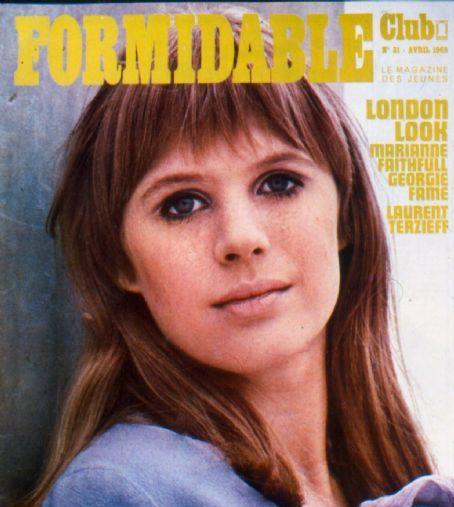 FORMIDABLE
Club
N° 31 - AVRIL 1968
LE MAGAZINE
DES JEUNES
LONDON
LOOK
MARIANNE
FAITHFULL
GEORGIE
FAME
LAURENT
TERZIEFF